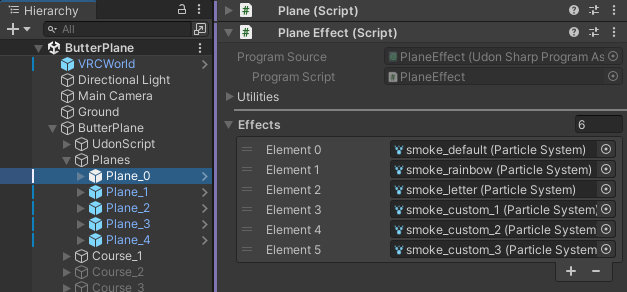 Hierarchy
All
ButterPlane
VRCWorld
Directional Light
Main Camera
Ground
ButterPlane
UdonScript
Planes
Plane_0
Plane_1
Plane_2
Plane_3
Plane_4
Course_1
Course_2
Course_3
Plane (Script)
Plane Effect (Script)
Program Source PlaneEffect (Udon Sharp Program As
Program Script PlaneEffect
Utilities
Effects 6
Element 0 smoke_default (Particle System)
Element 1 smoke_rainbow (Particle System)
Element 2 smoke_letter (Particle System)
Element 3 smoke_custom_1 (Particle System)
Element 4 smoke_custom_2 (Particle System)
Element 5 smoke_custom_3 (Particle System)